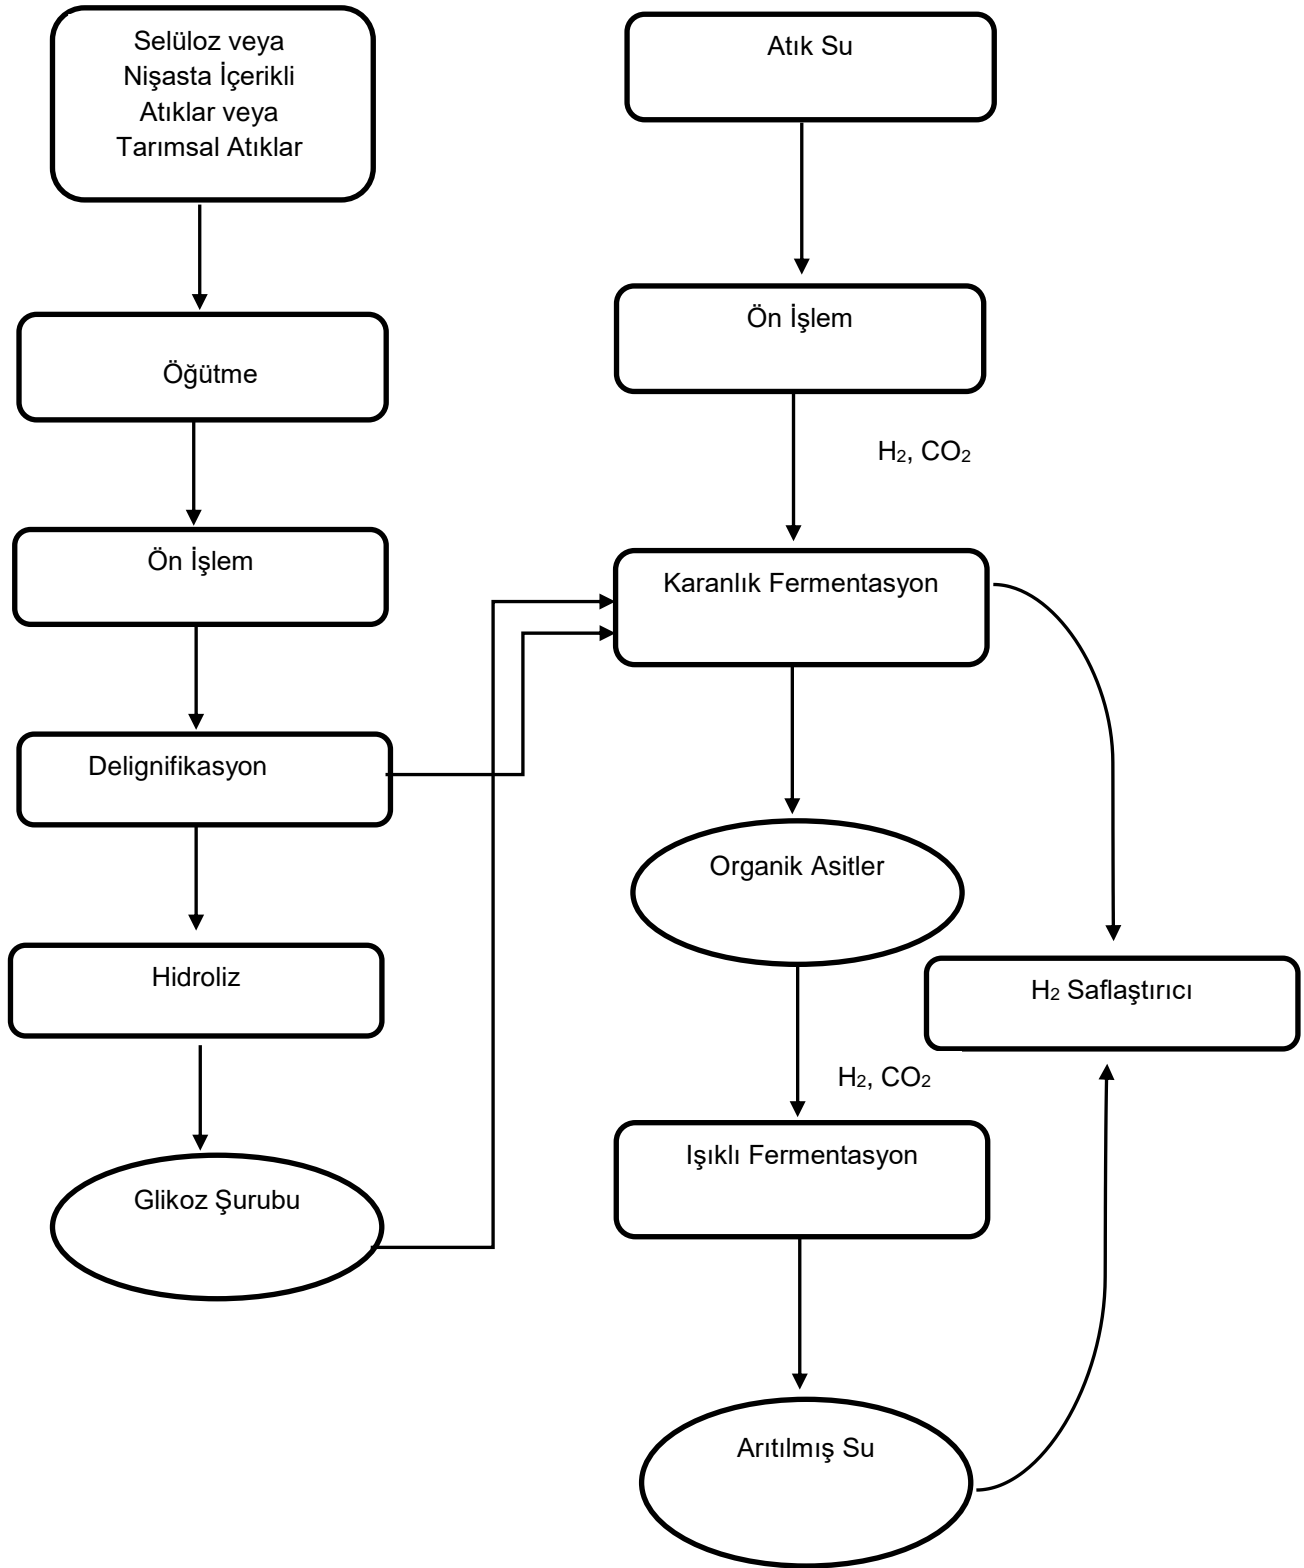 Selüloz veya
Nişasta İçerikli
Atıklar veya
Tarımsal Atıklar
Öğütme
Ön İşlem
Delignifikasyon
Hidroliz
Glikoz Şurubu
Atık Su
Ön İşlem
H2, CO2
Karanlık Fermentasyon
Organik Asitler
H2 Saflaştırıcı
H2, CO2
Işıklı Fermentasyon
Arıtılmış Su